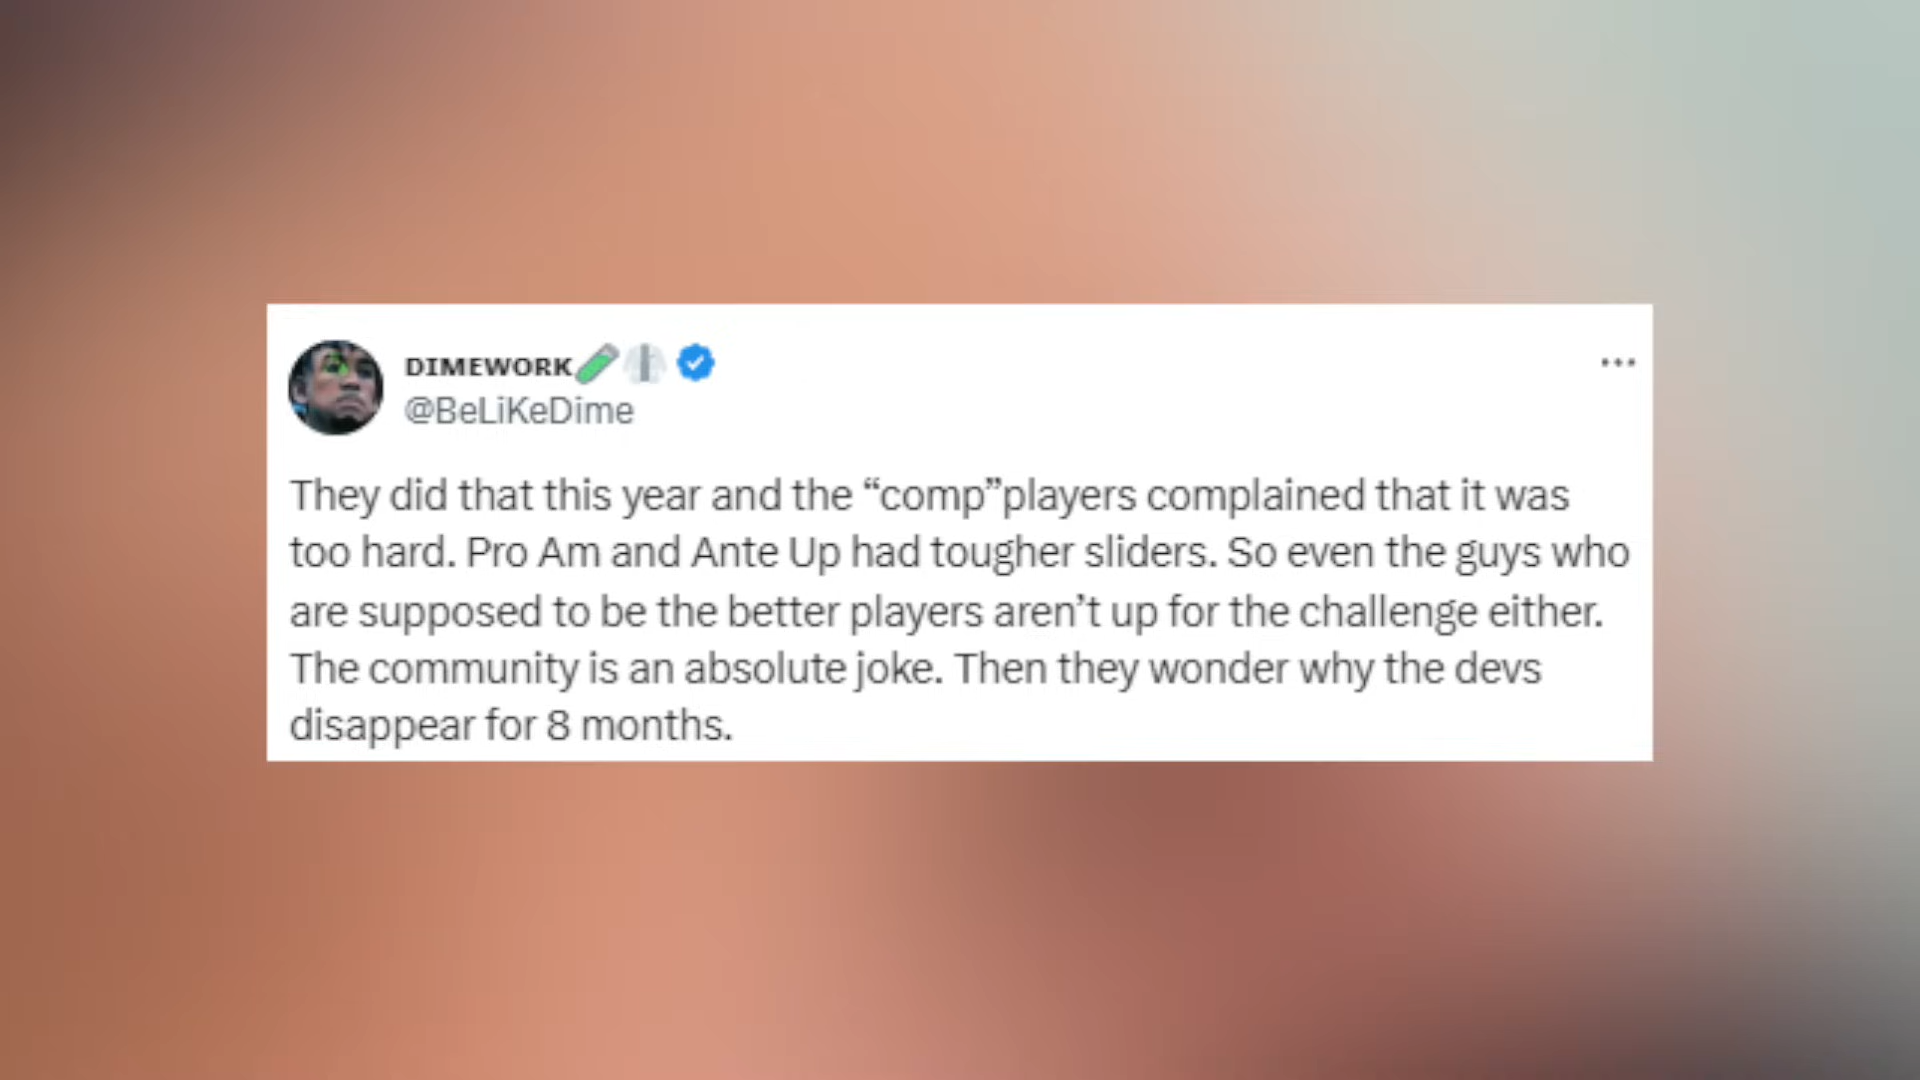 DIMEWORK🧪🥼
@BeLiKeDime
They did that this year and the “comp”players complained that it was
too hard. Pro Am and Ante Up had tougher sliders. So even the guys who
are supposed to be the better players aren’t up for the challenge either.
The community is an absolute joke. Then they wonder why the devs
disappear for 8 months.